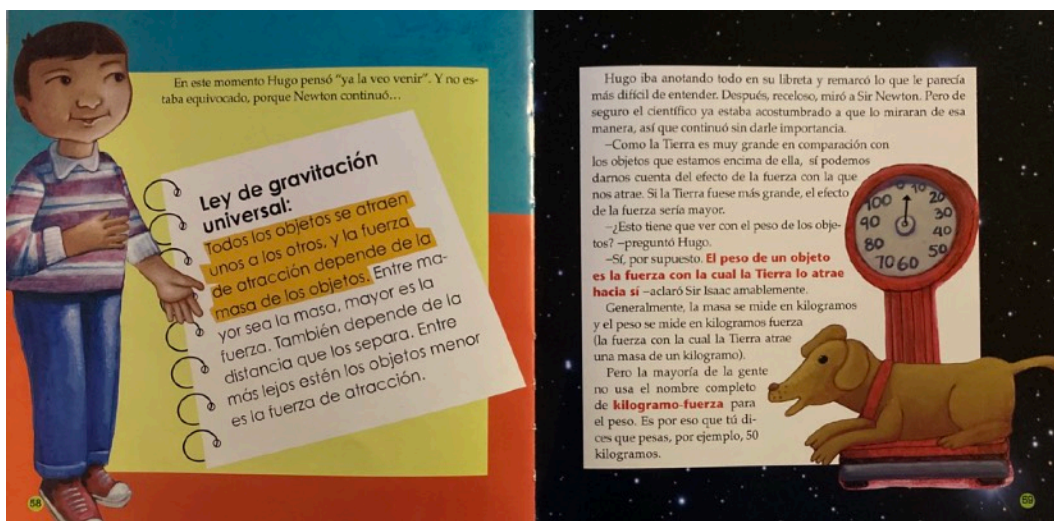 En este momento Hugo pensó “ya la veo venir”. Y no es-
taba equivocado, porque Newton continuó...
Ley de gravitación
universal:
Todos los objetos se atraen
unos a los otros, y la fuerza
de atracción depende de la
masa de los objetos. Entre ma-
yor sea la masa, mayor es la
fuerza. También depende de la
distancia que los separa. Entre
más lejos estén los objetos menor
es la fuerza de atracción.
58
Hugo iba anotando todo en su libreta y remarcó lo que le parecía
más difícil de entender. Después, receloso, miró a Sir Newton. Pero de
seguro el científico ya estaba acostumbrado a que lo miraran de esa
manera, así que continuó sin darle importancia.
–Como la Tierra es muy grande en comparación con
los objetos que estamos encima de ella, sí podemos
darnos cuenta del efecto de la fuerza con la que
nos atrae. Si la Tierra fuese más grande, el efecto
de la fuerza sería mayor.
–¿Esto tiene que ver con el peso de los obje-
tos? –preguntó Hugo.
–Sí, por supuesto. El peso de un objeto
es la fuerza con la cual la Tierra lo atrae
hacia sí –aclaró Sir Isaac amablemente.
Generalmente, la masa se mide en kilogramos
y el peso se mide en kilogramos fuerza
(la fuerza con la cual la Tierra atrae
una masa de un kilogramo).
Pero la mayoría de la gente
no usa el nombre completo
de kilogramo-fuerza para
el peso. Es por eso que tú di-
ces que pesas, por ejemplo, 50
kilogramos.
0 10 20 30 40 50 60 70 80 90 100
59